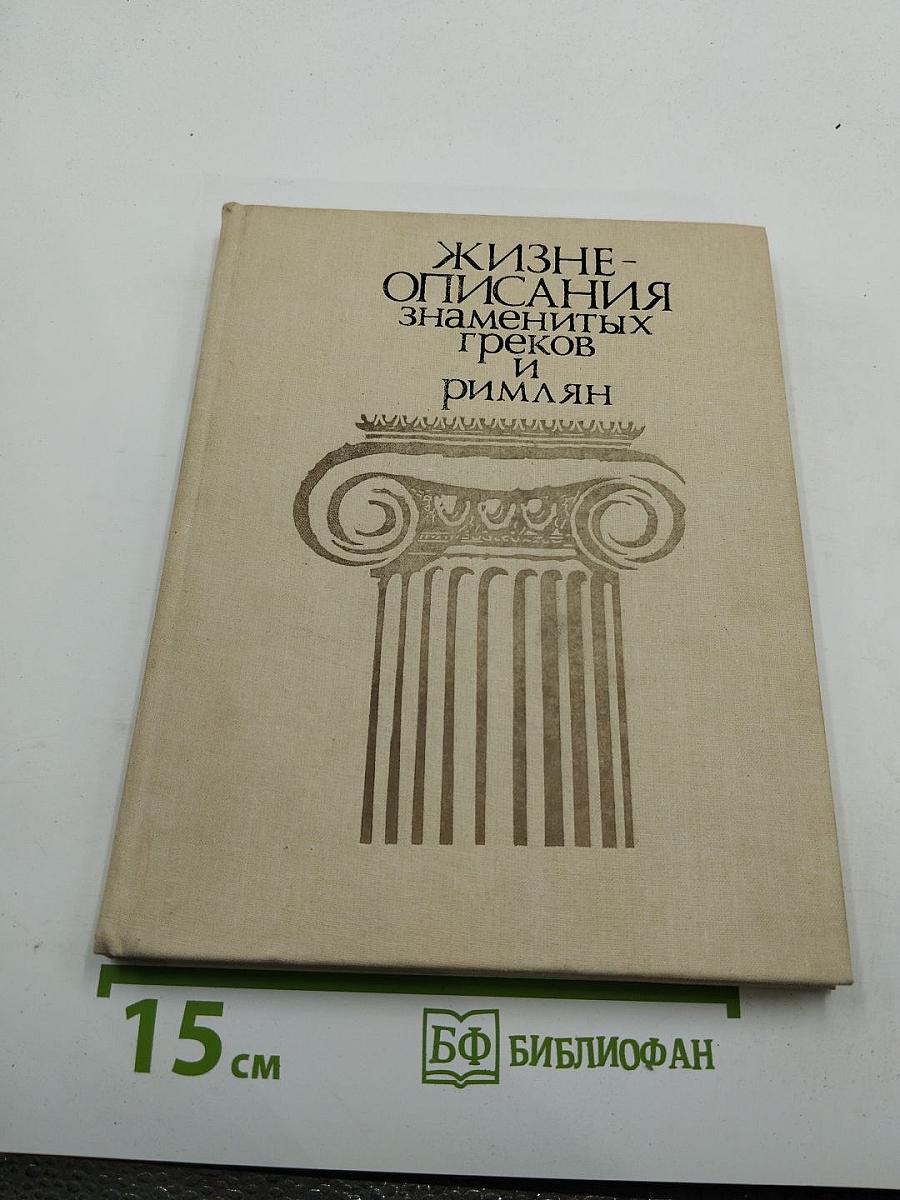 ЖИЗНЕ-
ОПИСАНИЯ
знаменитых
греков
и
римлян
15 см
БФ БИБЛИОФАН